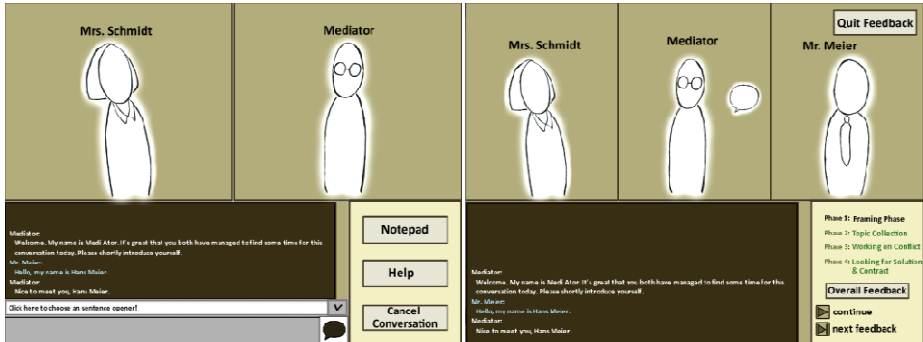 Mrs. Schmidt
Mediator
Mediator:
Welcome. My name is Medi Ator. It's great that you both have managed to find some time for this
conversation today. Please shortly introduce yourself.
Mr. Meier:
Hello, my name is Hans Meier.
Mediator:
Nice to meet you, Hans Meier.
Click here to choose an sentence opener!
Notepad
Help
Cancel
Conversation
Quit Feedback
Mrs. Schmidt
Mediator
Mr. Meier
Mediator:
Welcome. My name is Medi Ator. It's great that you both have managed to find some time for this
conversation today. Please shortly introduce yourself.
Mr. Meier:
Hello, my name is Hans Meier.
Mediator:
Nice to meet you, Hans Meier
Phase 1: Framing Phase
Phase 2: Topic Collection
Phase 3: Working on Conflict
Phase 4: Looking for Solution
& Contract
Overall Feedback
continue
next feedback